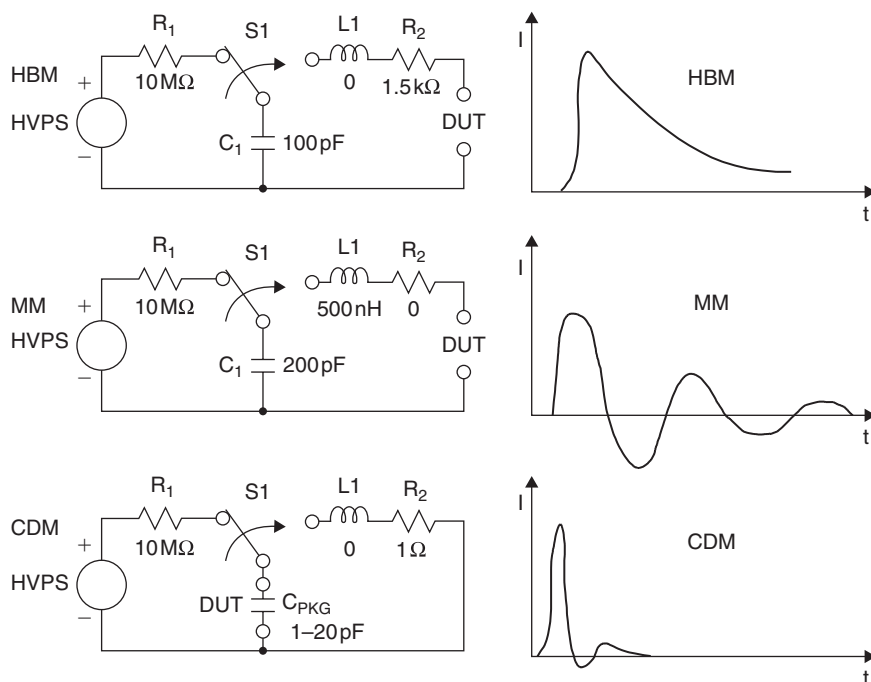 R1 S1 L1 R2
HBM + 10MΩ 0 1.5kΩ
HVPS
− C1 100pF DUT
I HBM
t
R1 S1 L1 R2
MM + 10MΩ 500nH 0
HVPS
− C1 200pF DUT
I MM
t
R1 S1 L1 R2
CDM + 10MΩ 0 1Ω
HVPS
− DUT CPKG
1–20pF
I CDM
t